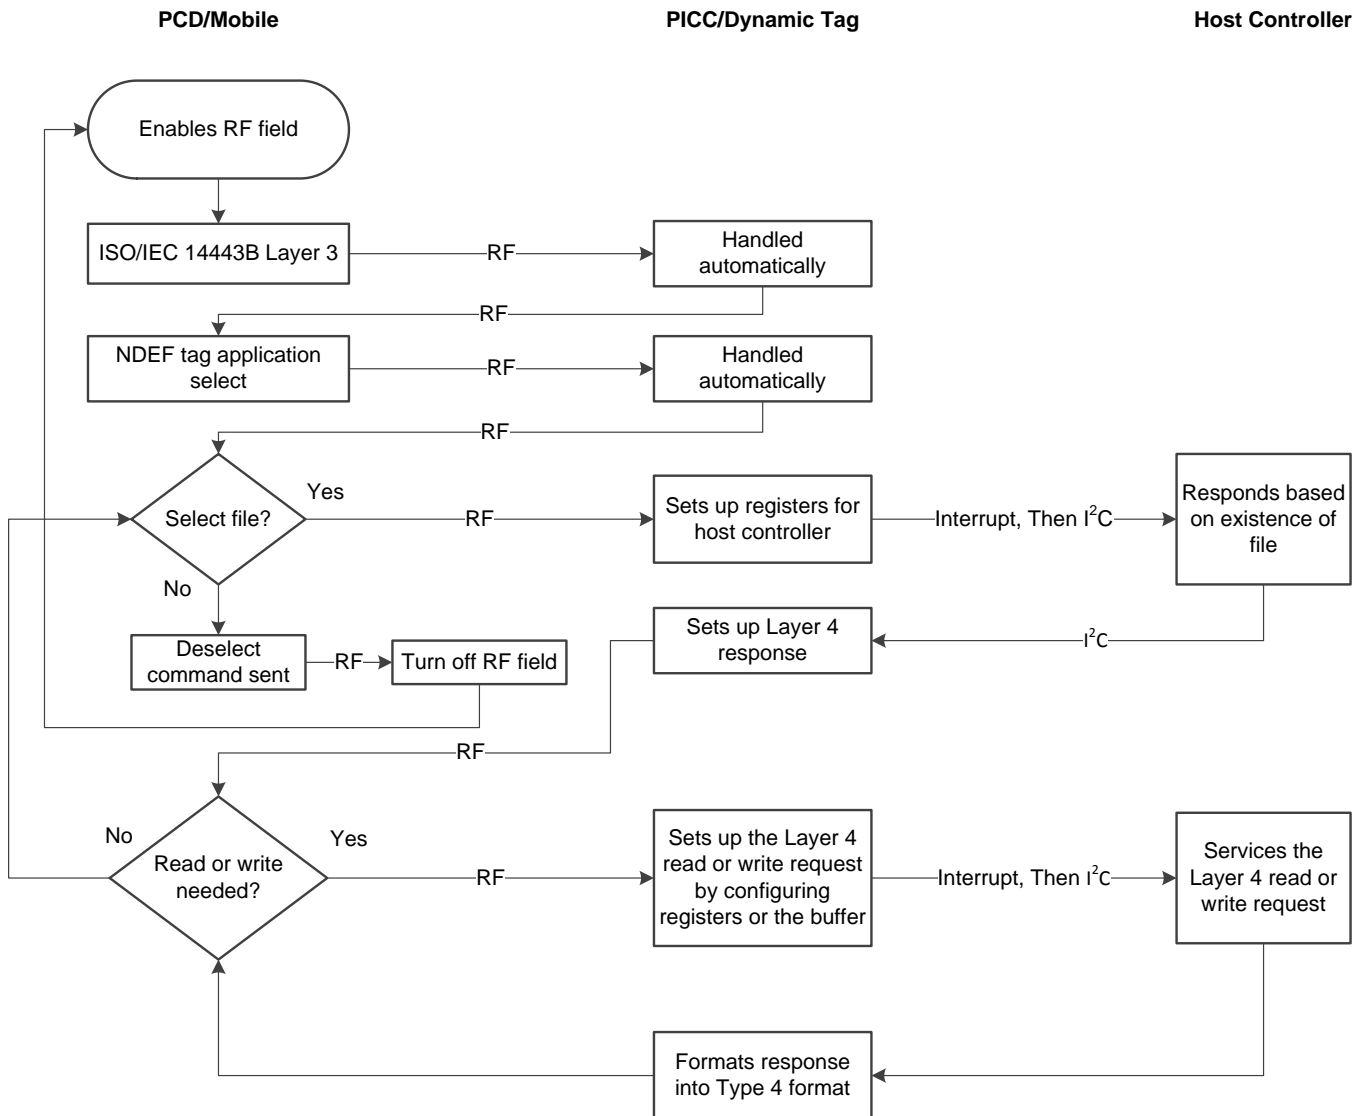 PCD/Mobile
PICC/Dynamic Tag
Host Controller
Enables RF field
ISO/IEC 14443B Layer 3
RF
Handled
automatically
RF
NDEF tag application
select
RF
Handled
automatically
RF
Select file?
Yes
RF
Sets up registers for
host controller
Interrupt, Then I²C
Responds based
on existence of
file
No
Deselect
command sent
RF
Turn off RF field
Sets up Layer 4
response
I²C
RF
No
Read or write
needed?
Yes
RF
Sets up the Layer 4
read or write request
by configuring
registers or the buffer
Interrupt, Then I²C
Services the
Layer 4 read or
write request
Formats response
into Type 4 format